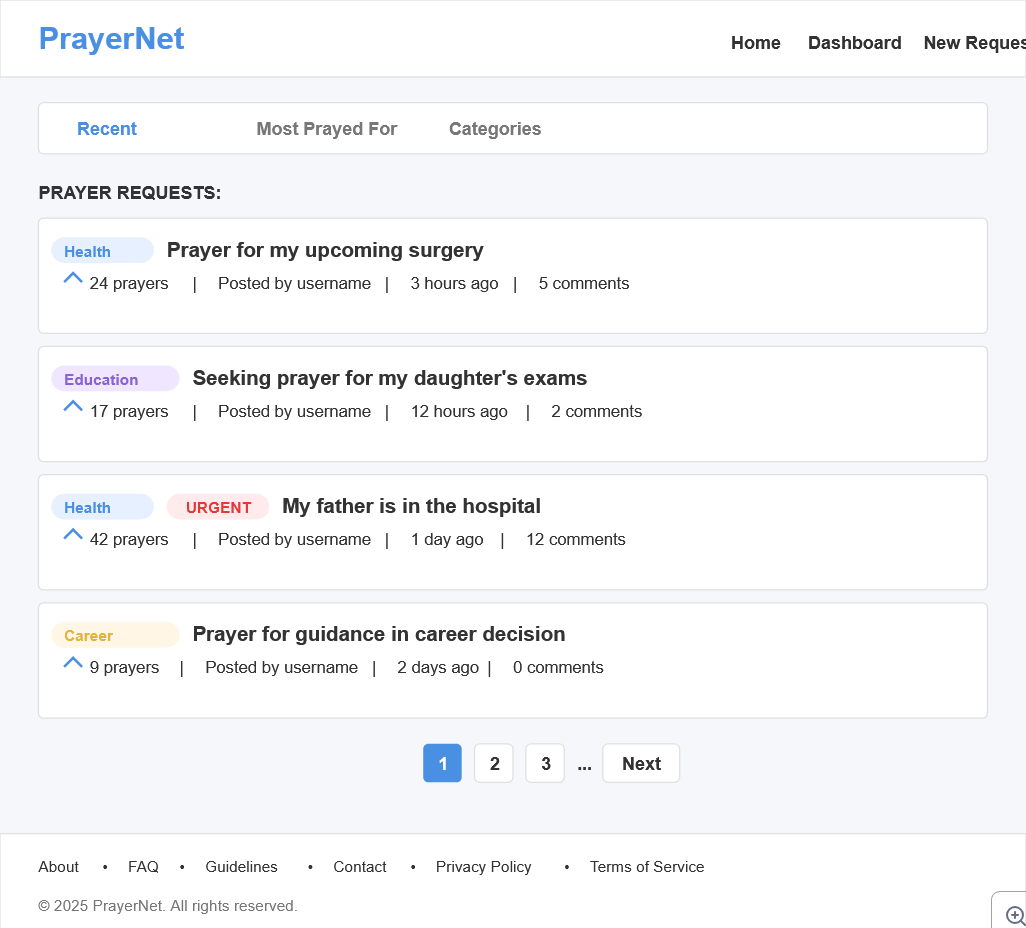 PrayerNet Home Dashboard New Reques
Recent Most Prayed For Categories
PRAYER REQUESTS:
Health Prayer for my upcoming surgery
24 prayers | Posted by username | 3 hours ago | 5 comments
Education Seeking prayer for my daughter's exams
17 prayers | Posted by username | 12 hours ago | 2 comments
Health URGENT My father is in the hospital
42 prayers | Posted by username | 1 day ago | 12 comments
Career Prayer for guidance in career decision
9 prayers | Posted by username | 2 days ago | 0 comments
1 2 3 ... Next
About • FAQ • Guidelines • Contact • Privacy Policy • Terms of Service
© 2025 PrayerNet. All rights reserved.